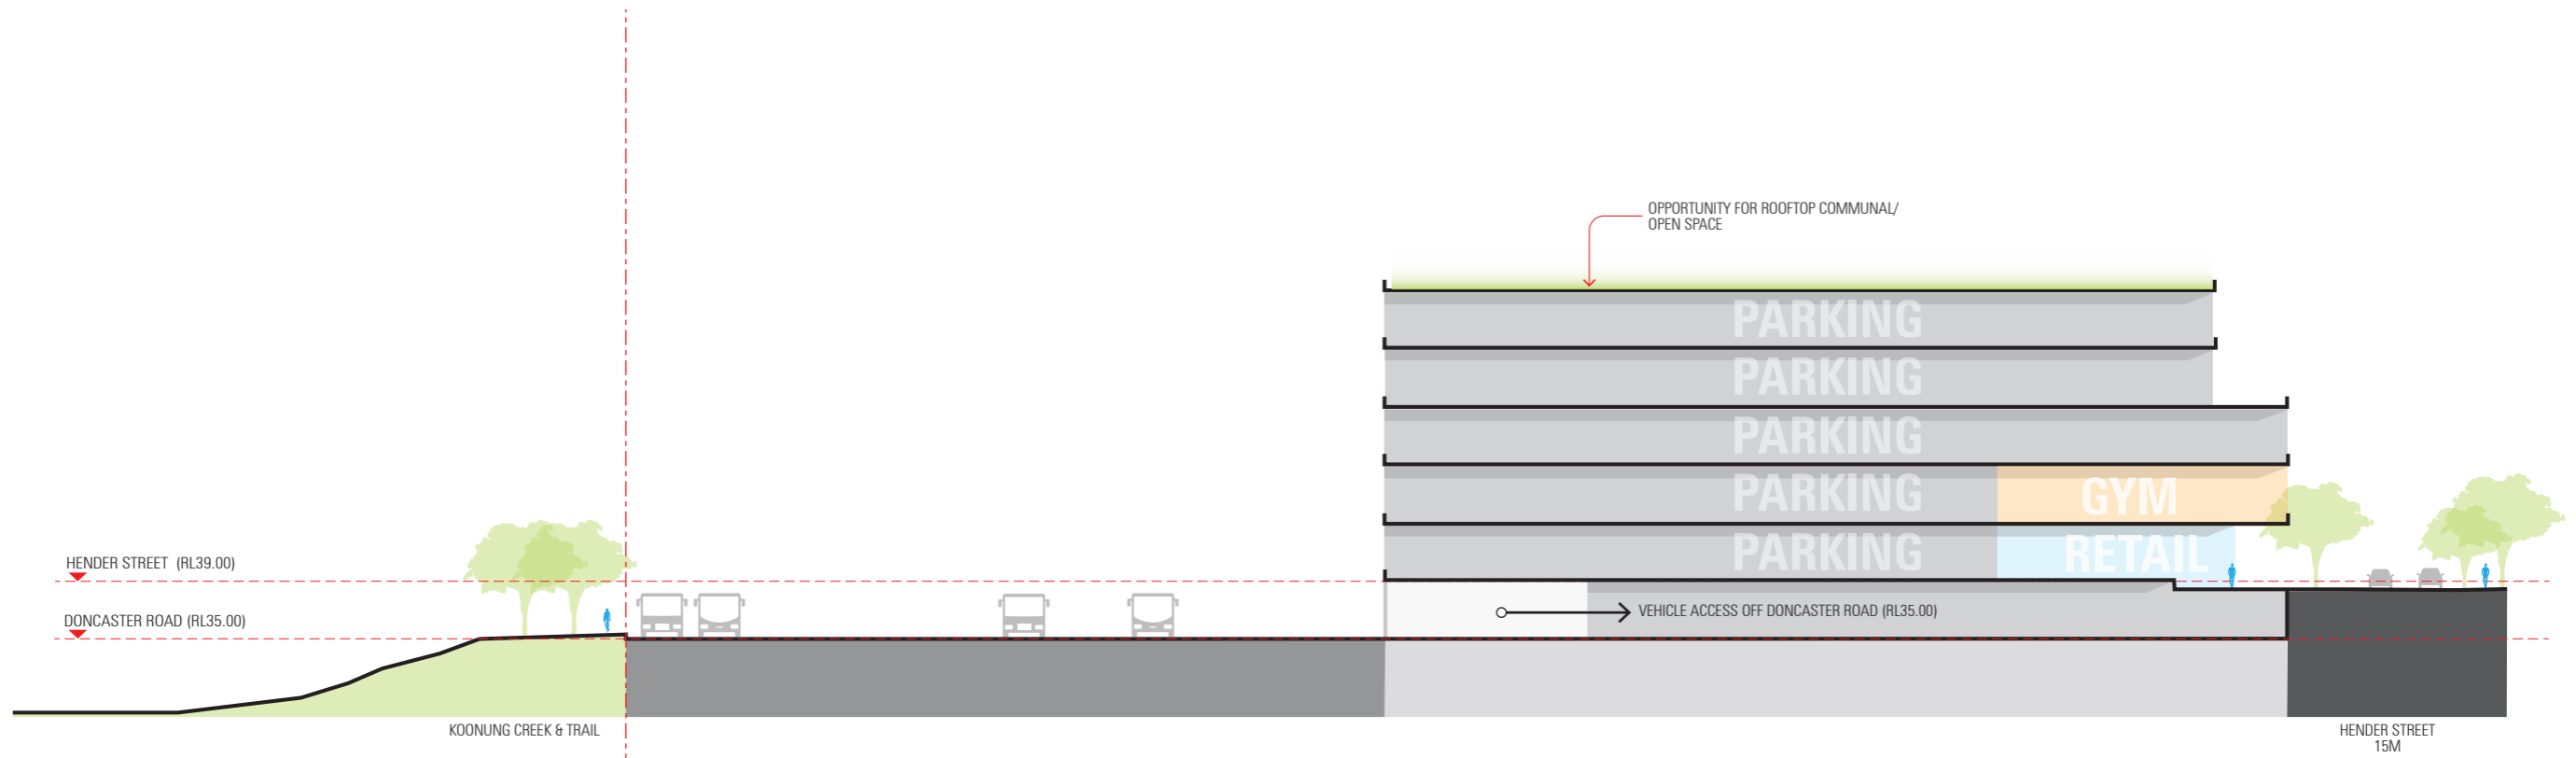 OPPORTUNITY FOR ROOFTOP COMMUNAL/
OPEN SPACE
PARKING
PARKING
PARKING
PARKING
GYM
PARKING
RETAIL
HENDER STREET (RL39.00)
DONCASTER ROAD (RL35.00)
VEHICLE ACCESS OFF DONCASTER ROAD (RL35.00)
KOONUNG CREEK & TRAIL
HENDER STREET
15M